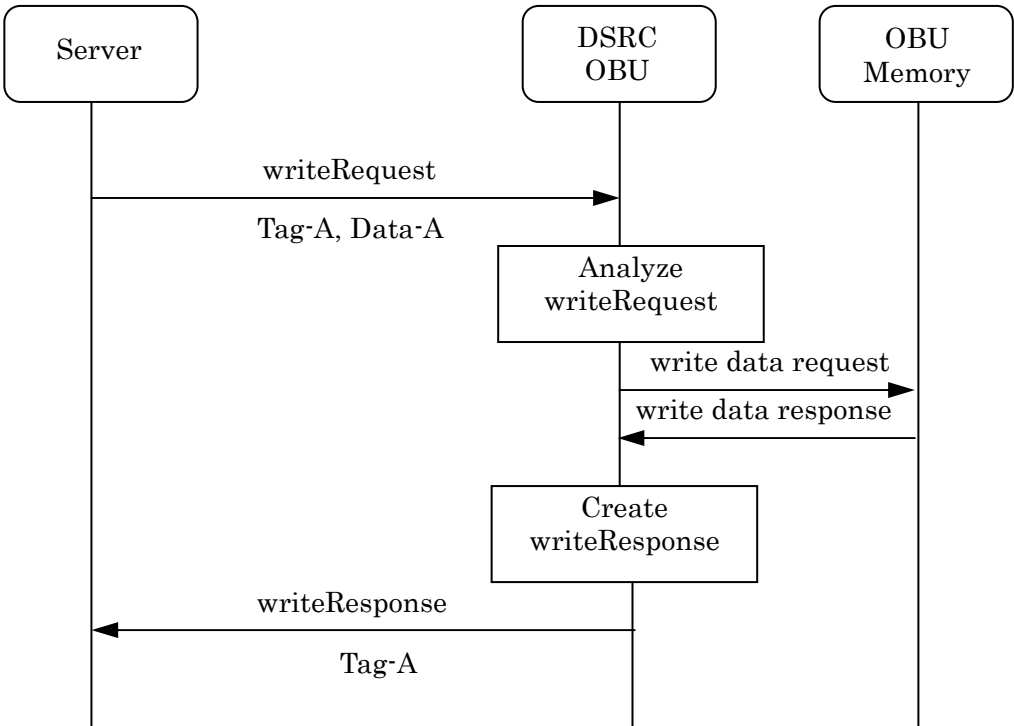 Server
DSRC
OBU
OBU
Memory
writeRequest
Tag-A, Data-A
Analyze
writeRequest
write data request
write data response
Create
writeResponse
writeResponse
Tag-A